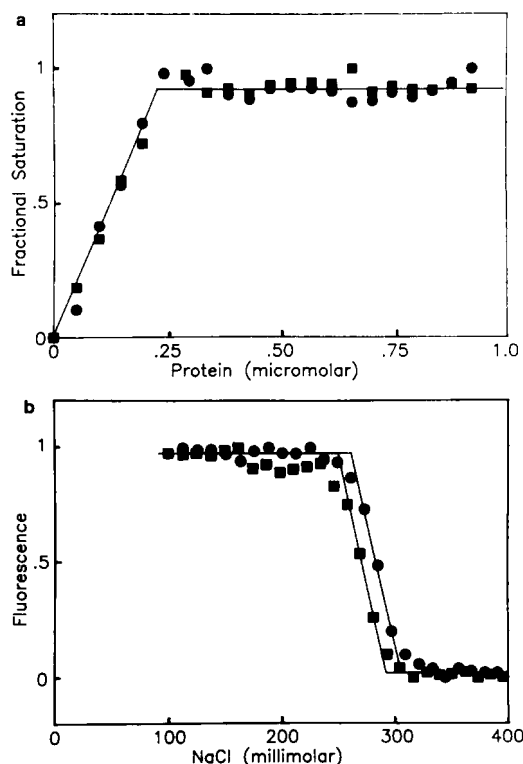 a
1
.5
0
Fractional Saturation
0 .25 .50 .75 1.0
Protein (micromolar)
b
1
.5
0
Fluorescence
100 200 300 400
NaCl (millimolar)